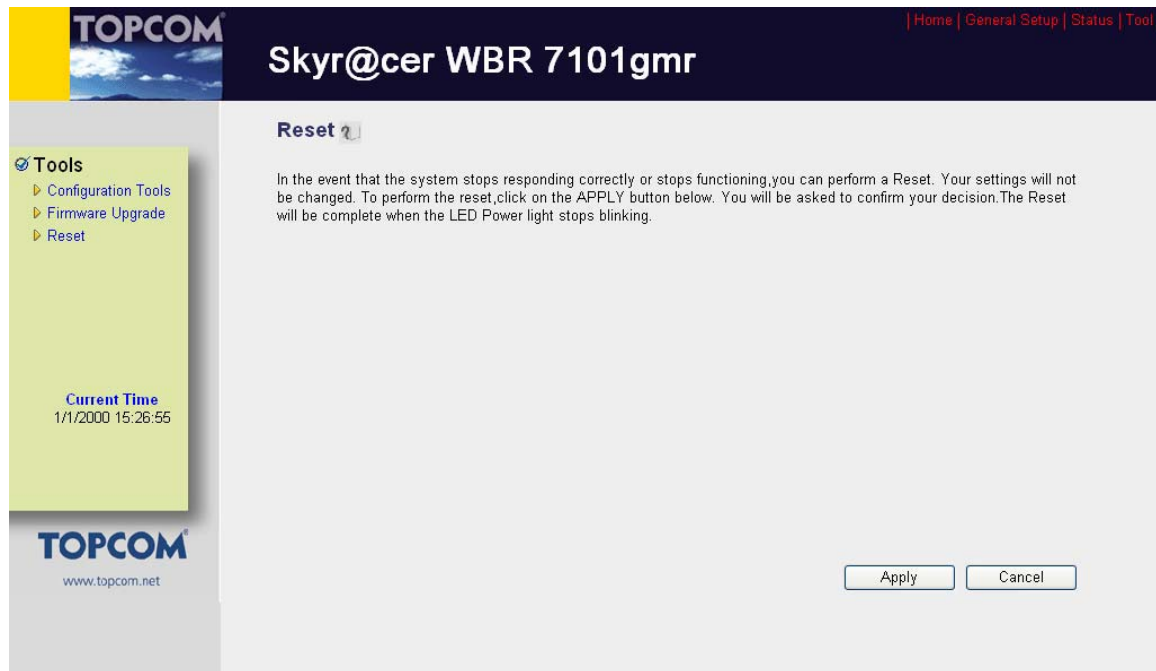 TOPCOM
| Home | General Setup | Status | Tool
Skyr@cer WBR 7101gmr
Reset
Tools
Configuration Tools
Firmware Upgrade
Reset
Current Time
1/1/2000 15:26:55
In the event that the system stops responding correctly or stops functioning,you can perform a Reset. Your settings will not
be changed. To perform the reset,click on the APPLY button below. You will be asked to confirm your decision.The Reset
will be complete when the LED Power light stops blinking.
TOPCOM
www.topcom.net
Apply
Cancel